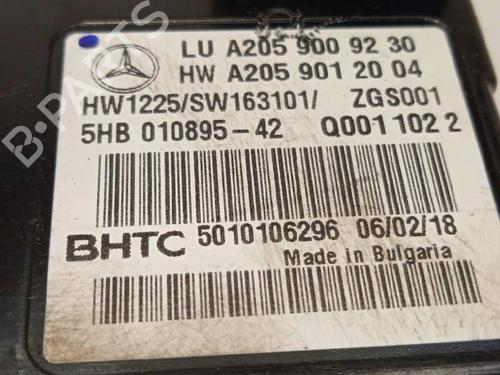 LU A205 900 92 30
HW A205 901 20 04
HW1225/SW163101/ ZGS001
5HB 010895-42 Q001 102 2
BHTC 5010106296 06/02/18
Made in Bulgaria
B-PARTS